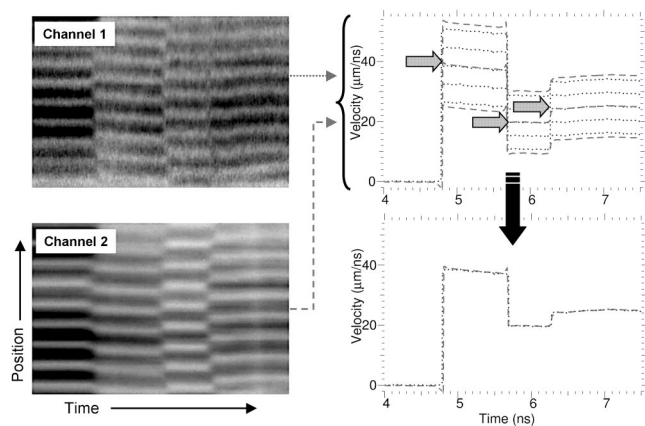 Channel 1
Channel 2
Position
Time
Velocity (μm/ns)
40
20
0
4 5 6 7
Velocity (μm/ns)
40
20
0
4 5 6 7
Time (ns)